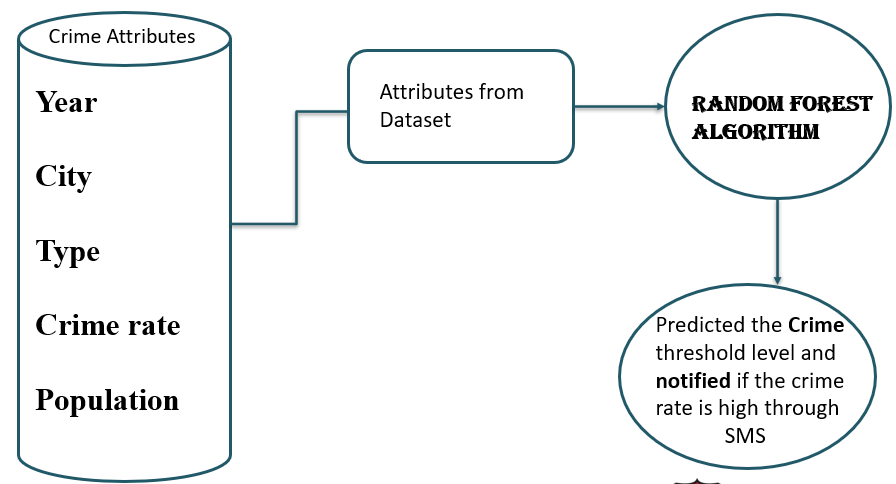 Crime Attributes
Year
City
Type
Crime rate
Population
Attributes from
Dataset
RANDOM FOREST
ALGORITHM
Predicted the Crime
threshold level and
notified if the crime
rate is high through
SMS